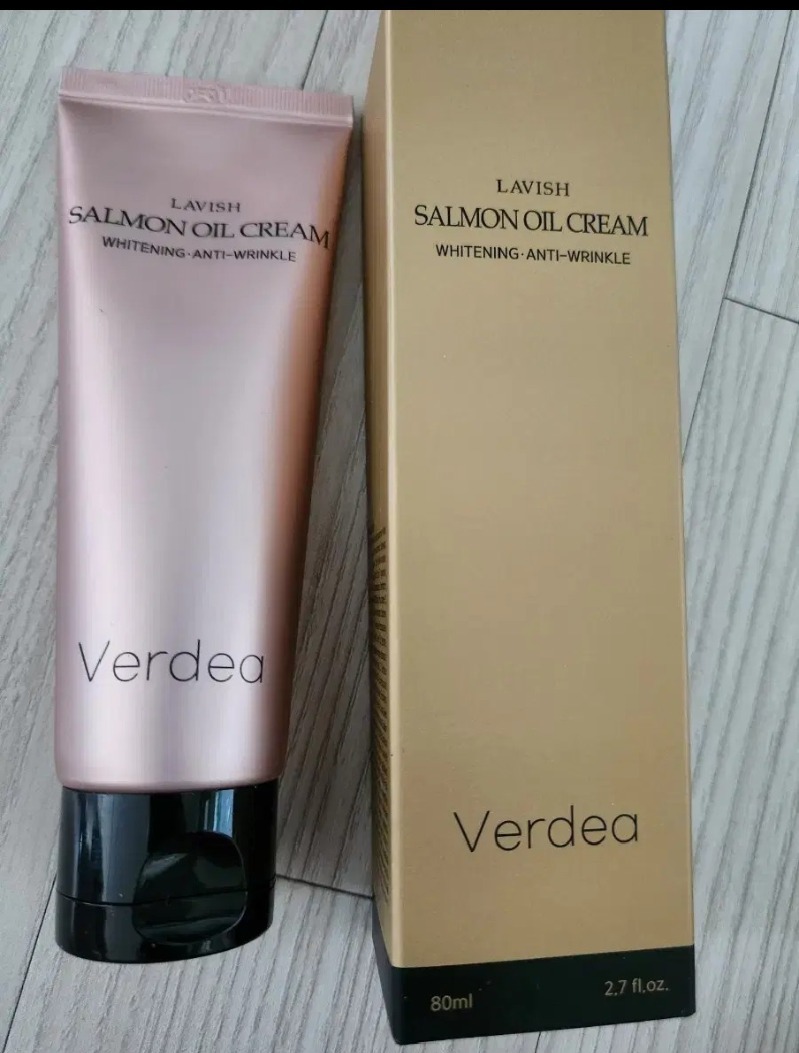 LAVISH
SALMON OIL CREAM
WHITENING·ANTI-WRINKLE
Verdea
LAVISH
SALMON OIL CREAM
WHITENING·ANTI-WRINKLE
Verdea
80ml
2.7 fl.oz.